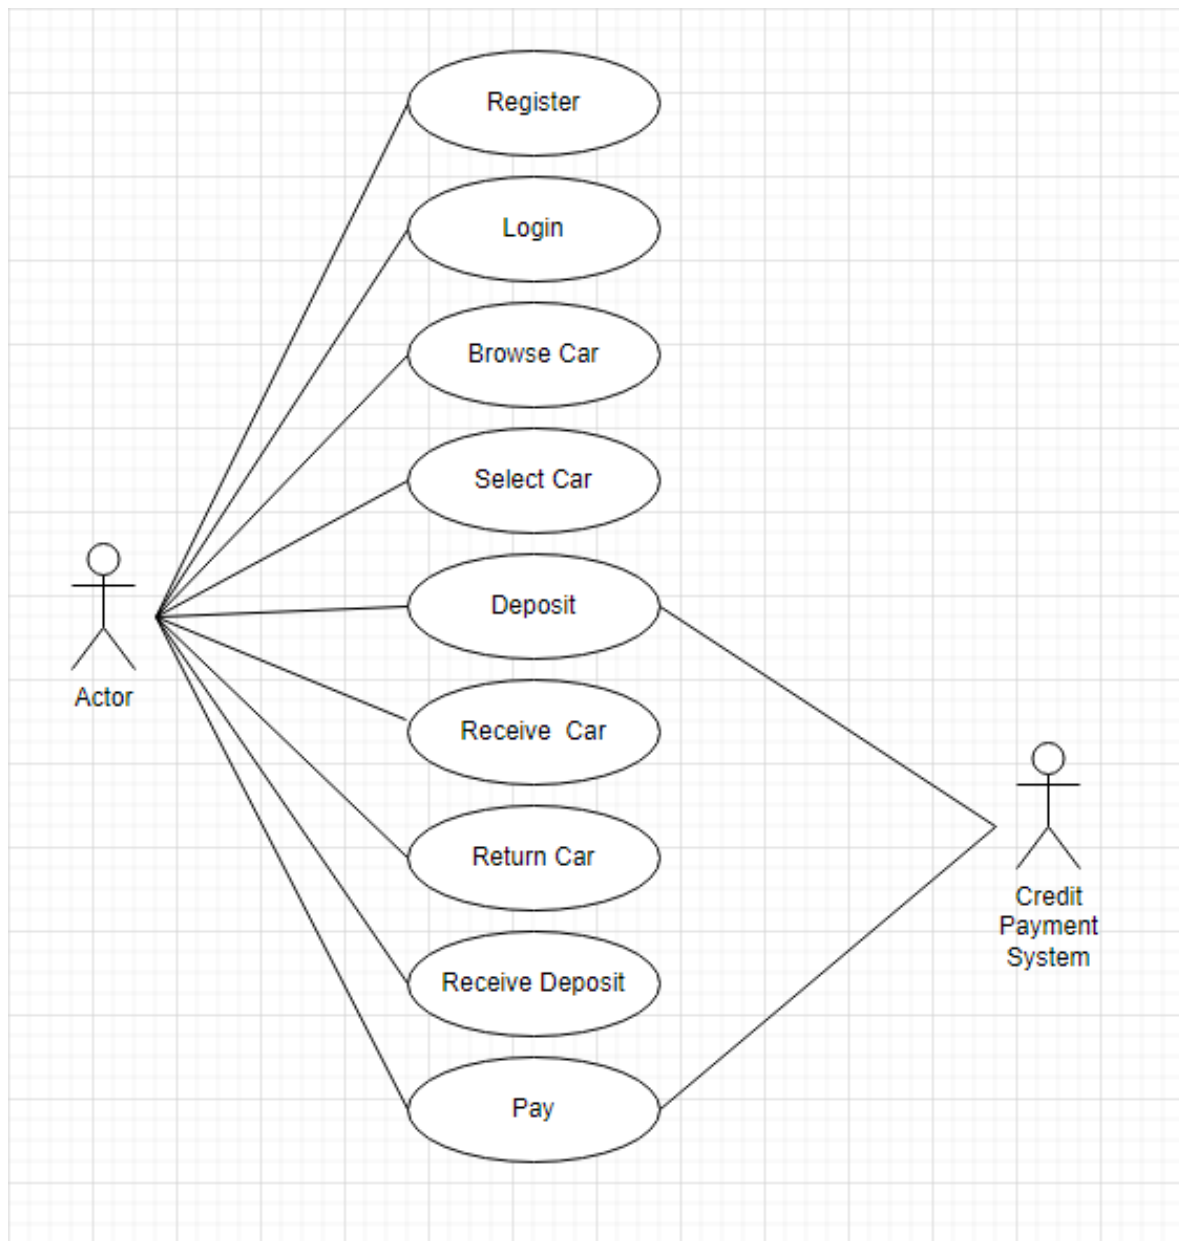 Register
Login
Browse Car
Select Car
Deposit
Actor
Receive  Car
Return Car
Credit
Payment
System
Receive Deposit
Pay